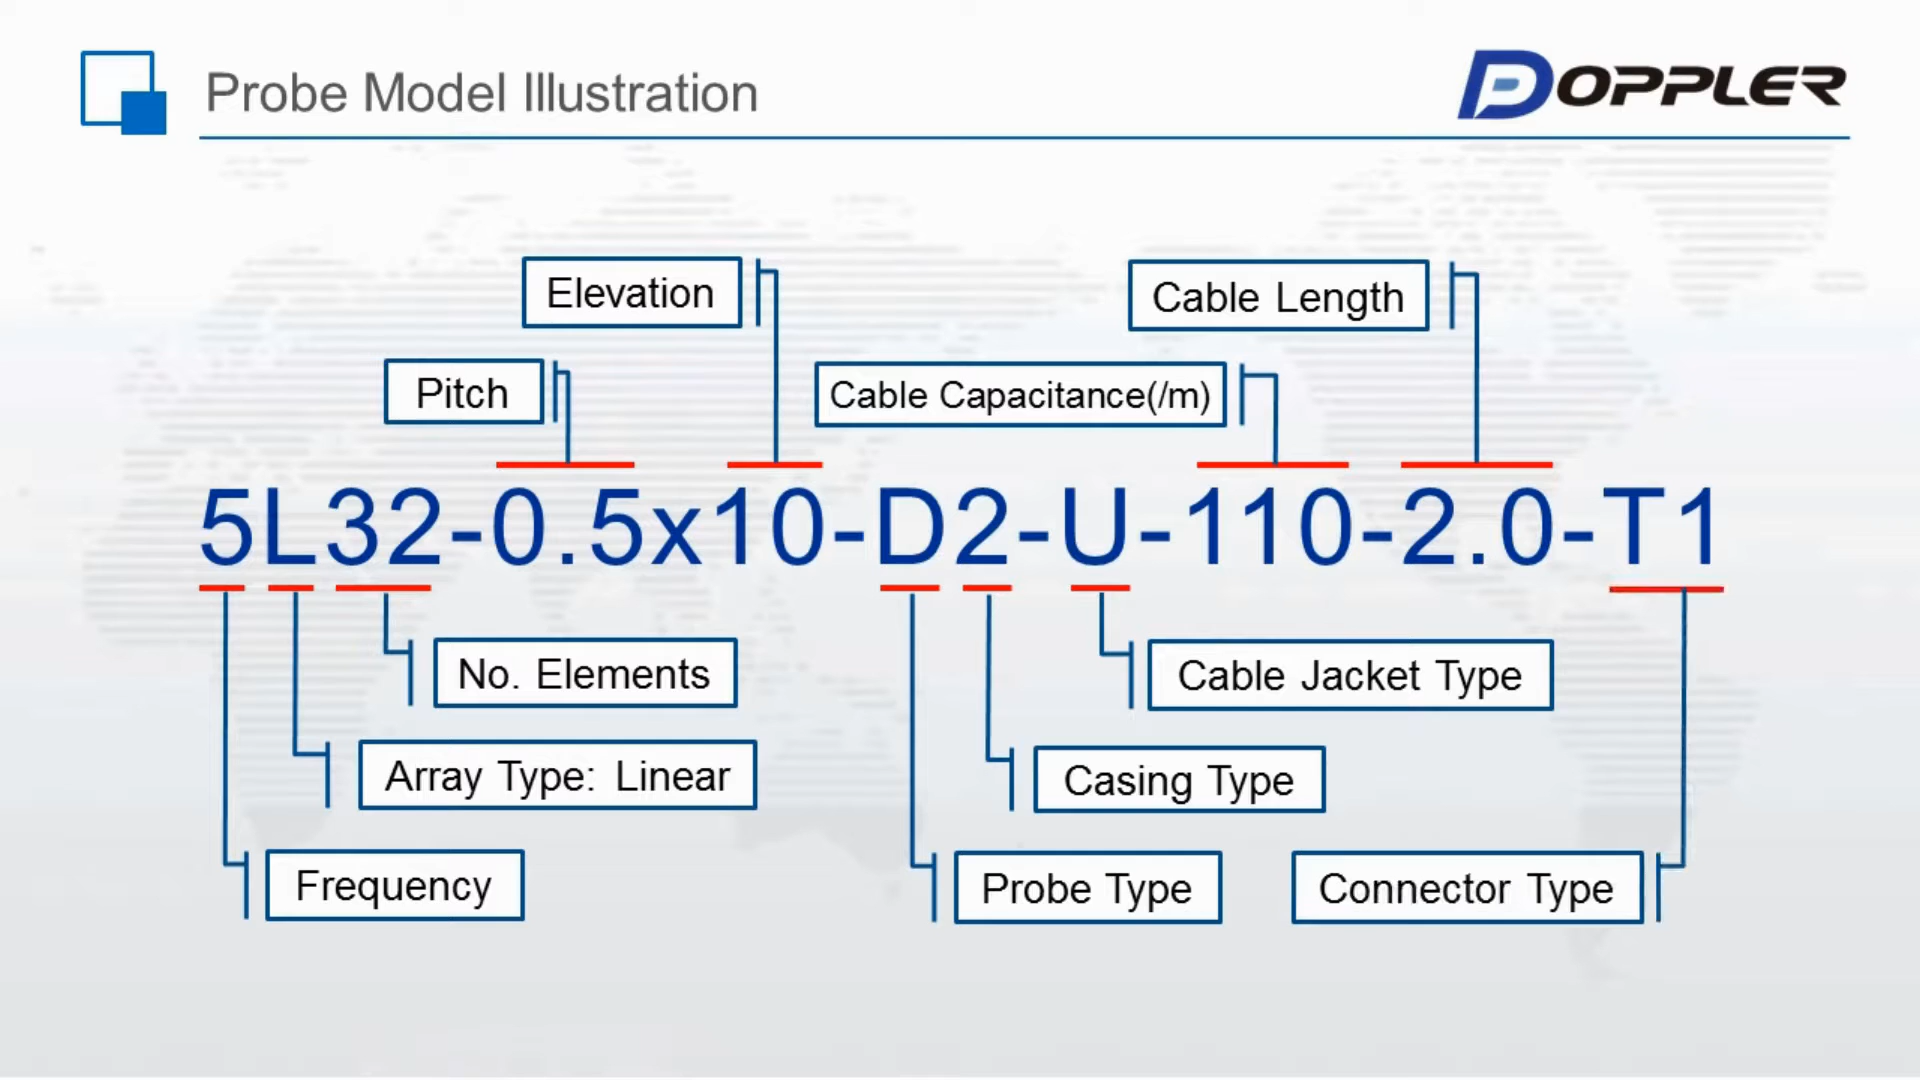 Probe Model Illustration
DOPPLER
Elevation
Cable Length
Pitch
Cable Capacitance(/m)
5L32-0.5x10-D2-U-110-2.0-T1
No. Elements
Cable Jacket Type
Array Type: Linear
Casing Type
Frequency
Probe Type
Connector Type